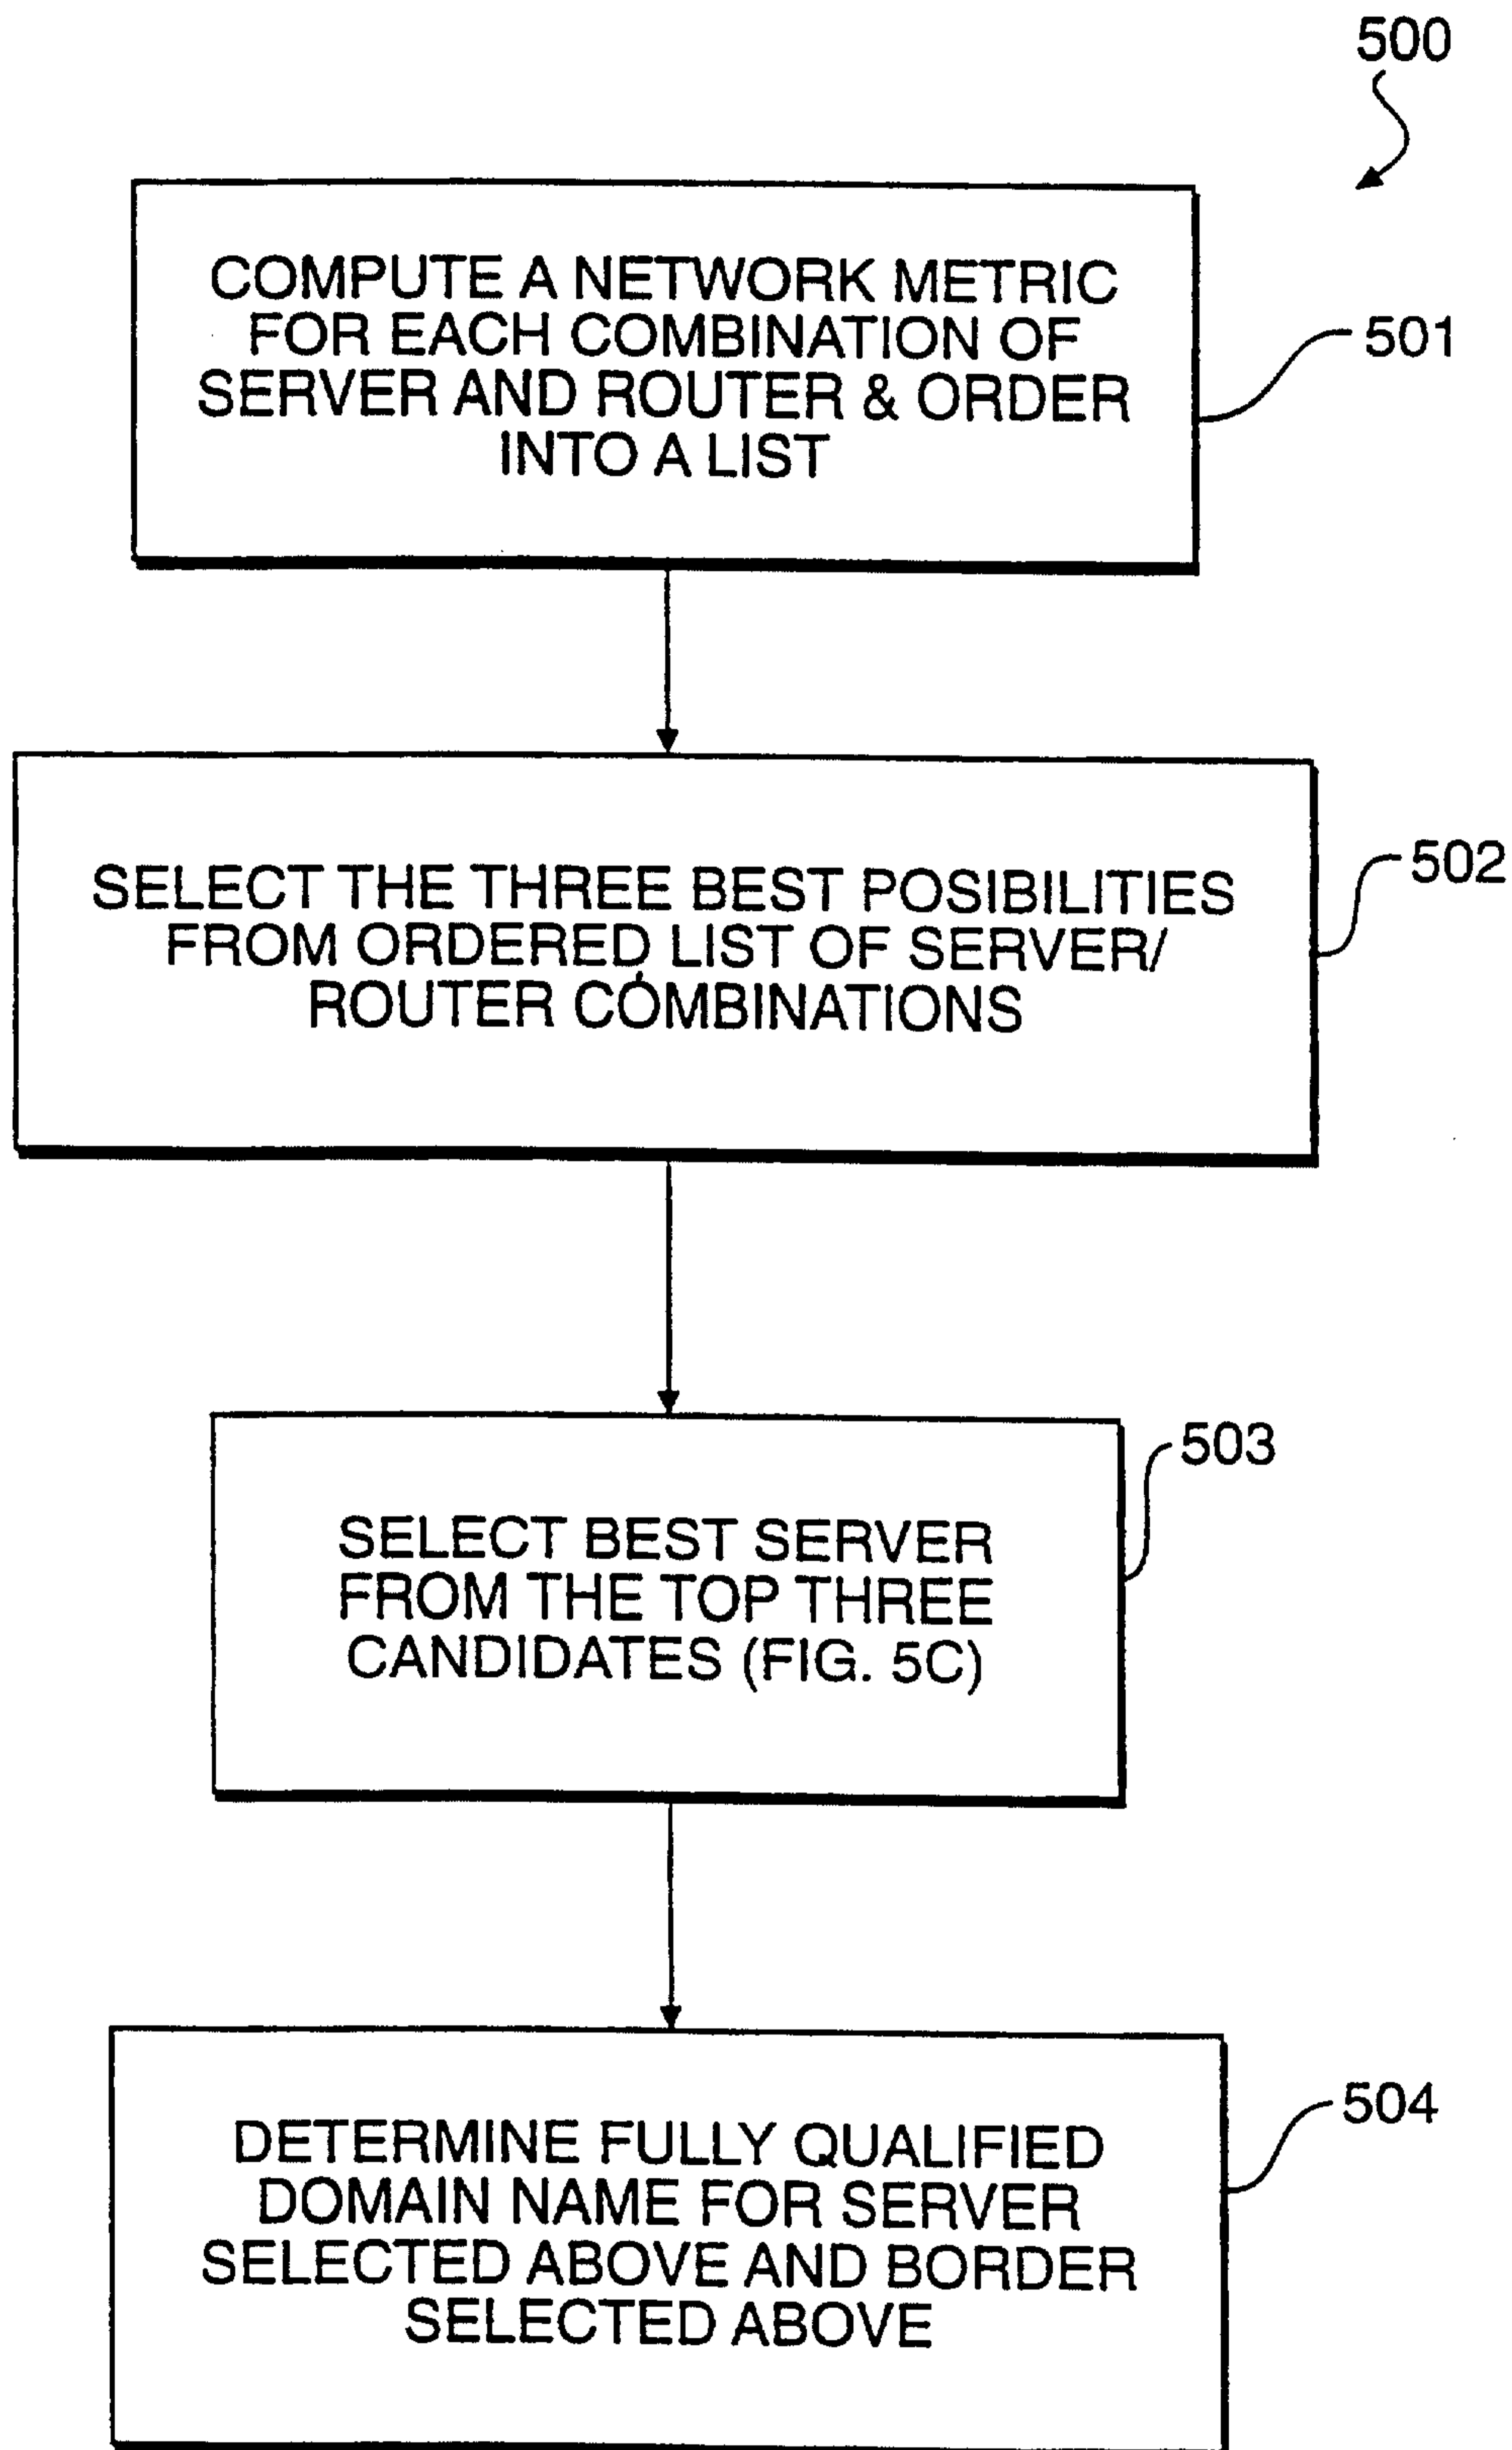 500
COMPUTE A NETWORK METRIC
FOR EACH COMBINATION OF
SERVER AND ROUTER & ORDER
INTO A LIST
501
SELECT THE THREE BEST POSIBILITIES
FROM ORDERED LIST OF SERVER/
ROUTER COMBINATIONS
502
SELECT BEST SERVER
FROM THE TOP THREE
CANDIDATES (FIG. 5C)
503
DETERMINE FULLY QUALIFIED
DOMAIN NAME FOR SERVER
SELECTED ABOVE AND BORDER
SELECTED ABOVE
504